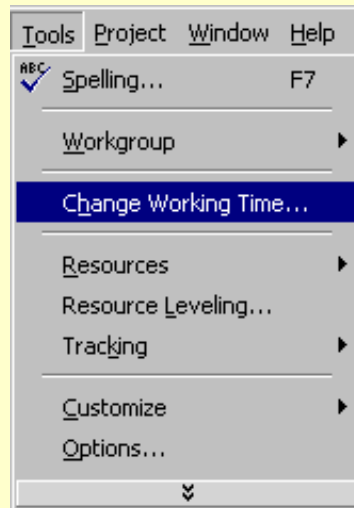 Tools Project Window Help
ABC Spelling... F7
Workgroup
Change Working Time...
Resources
Resource Leveling...
Tracking
Customize
Options...